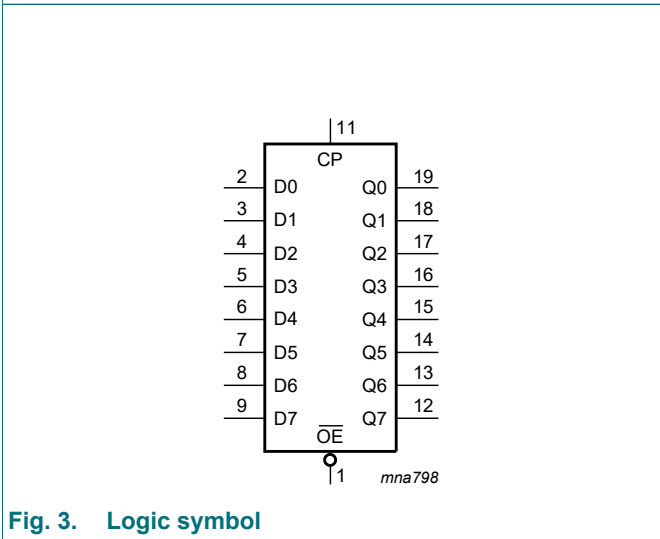 11
CP
2 D0 Q0 19
3 D1 Q1 18
4 D2 Q2 17
5 D3 Q3 16
6 D4 Q4 15
7 D5 Q5 14
8 D6 Q6 13
9 D7 Q7 12
O̅E̅
1 mna798
Fig. 3. Logic symbol